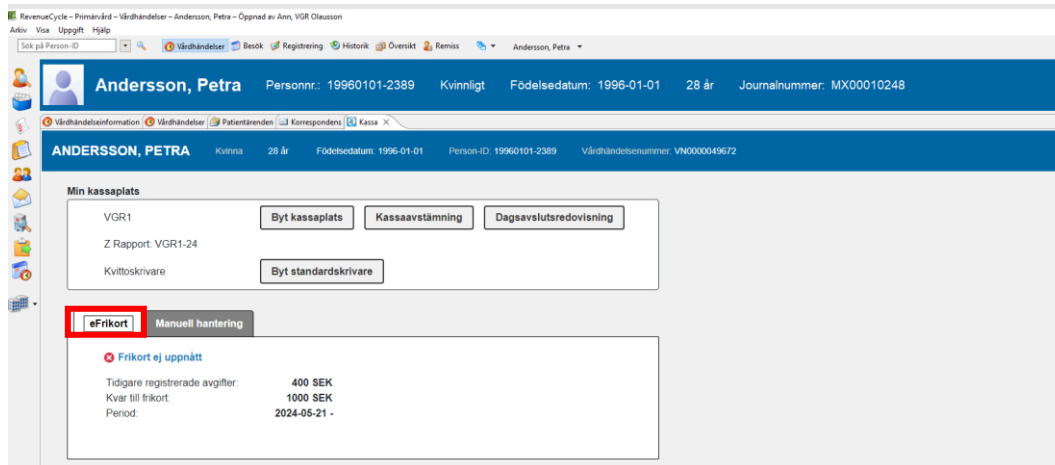 RevenueCycle – Primärvård – Vårdhändelser – Andersson, Petra – Öppnad av Ann, VGR Olausson
Arkiv Visa Uppgift Hjälp
Sök på Person-ID Vårdhändelser Besök Registrering Historik Översikt Remiss Andersson, Petra
Andersson, Petra Personnr.: 19960101-2389 Kvinnligt Födelsedatum: 1996-01-01 28 år Journalnummer: MX00010248
Vårdhändelseinformation Vårdhändelser Patientärenden Korrespondens Kassa
ANDERSSON, PETRA Kvinna 28 år Födelsedatum: 1996-01-01 Person-ID: 19960101-2389 Vårdhändelsenummer: VN0000049672
Min kassaplats
VGR1 Byt kassaplats Kassaavstämning Dagsavslutsredovisning
Z Rapport: VGR1-24
Kvittoskrivare Byt standardskrivare
eFrikort Manuell hantering
Frikort ej uppnått
Tidigare registrerade avgifter: 400 SEK
Kvar till frikort: 1000 SEK
Period: 2024-05-21 -